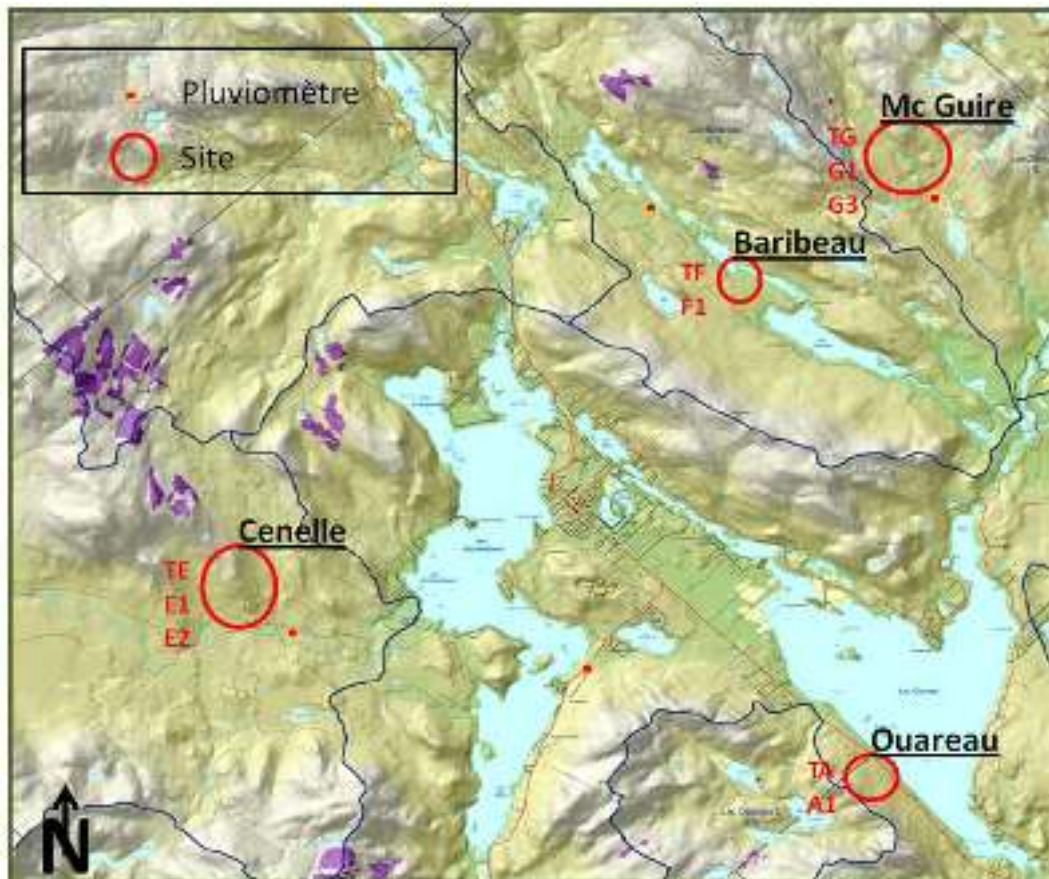 Pluviomètre
Site
Mc Guire
TG
G1
G3
Baribeau
TF
F1
Cenelle
TE
E1
E2
Ouareau
TA
A1
N